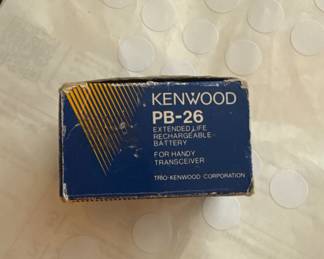 KENWOOD
PB-26
EXTENDED LIFE
RECHARGEABLE
BATTERY
FOR HANDY
TRANSCEIVER
TRIO-KENWOOD CORPORATION